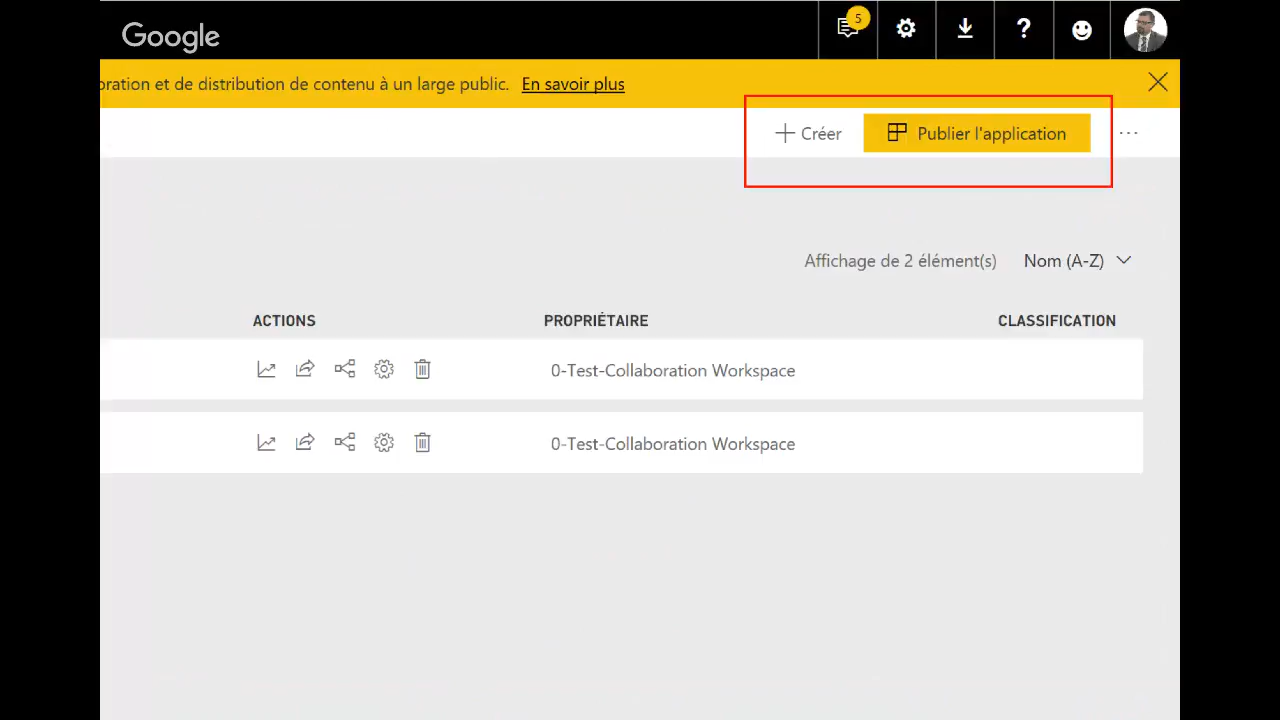 Google
5
?
oration et de distribution de contenu à un large public. En savoir plus
Créer
Publier l'application
...
Affichage de 2 élément(s) Nom (A-Z)
ACTIONS PROPRIÉTAIRE CLASSIFICATION
0-Test-Collaboration Workspace
0-Test-Collaboration Workspace